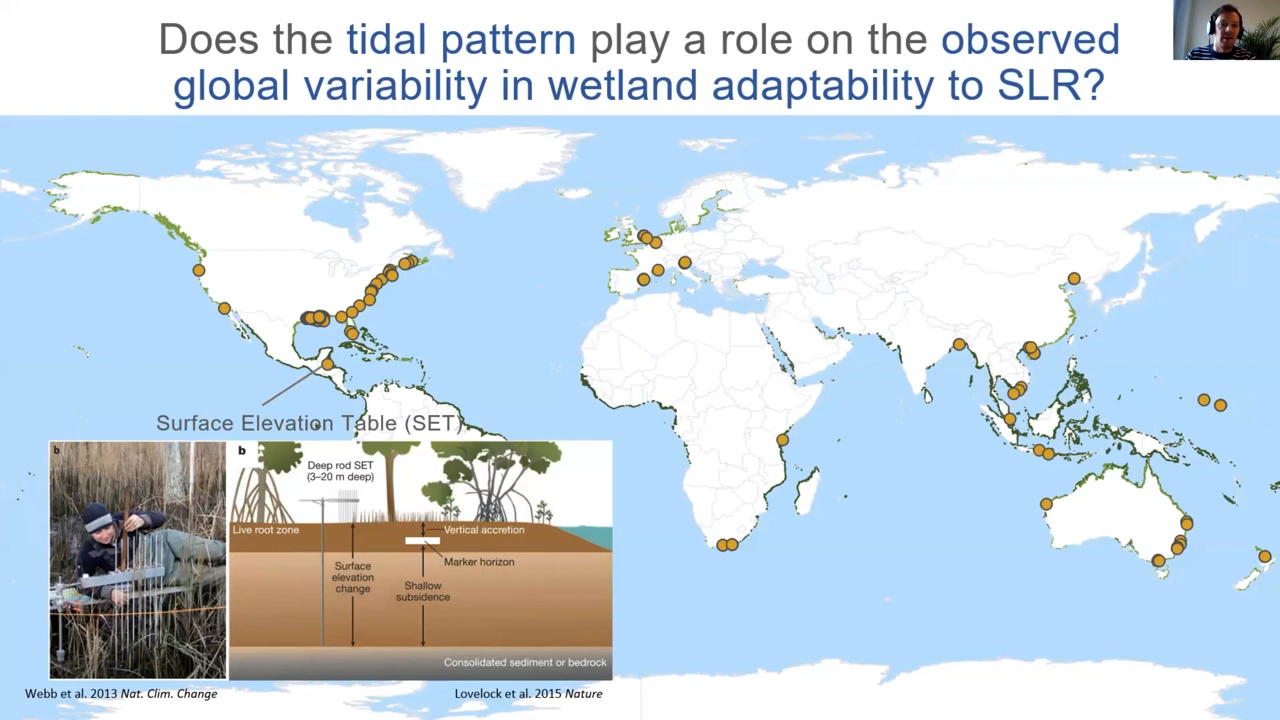 Does the tidal pattern play a role on the observed
global variability in wetland adaptability to SLR?
Surface Elevation Table (SET)
b
b
Deep rod SET
(3–20 m deep)
Live root zone
Vertical accretion
Marker horizon
Surface
elevation
change
Shallow
subsidence
Consolidated sediment or bedrock
Webb et al. 2013 Nat. Clim. Change
Lovelock et al. 2015 Nature